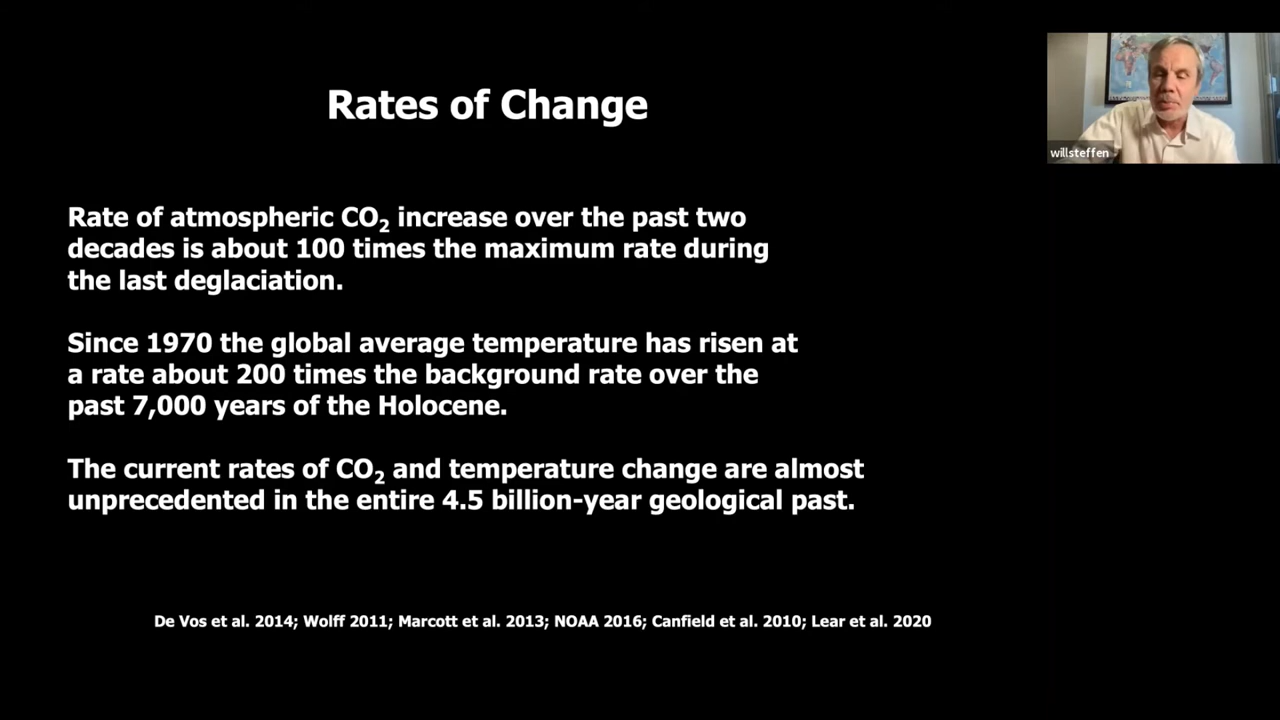 Rates of Change
willsteffen
Rate of atmospheric CO₂ increase over the past two
decades is about 100 times the maximum rate during
the last deglaciation.
Since 1970 the global average temperature has risen at
a rate about 200 times the background rate over the
past 7,000 years of the Holocene.
The current rates of CO₂ and temperature change are almost
unprecedented in the entire 4.5 billion-year geological past.
De Vos et al. 2014; Wolff 2011; Marcott et al. 2013; NOAA 2016; Canfield et al. 2010; Lear et al. 2020